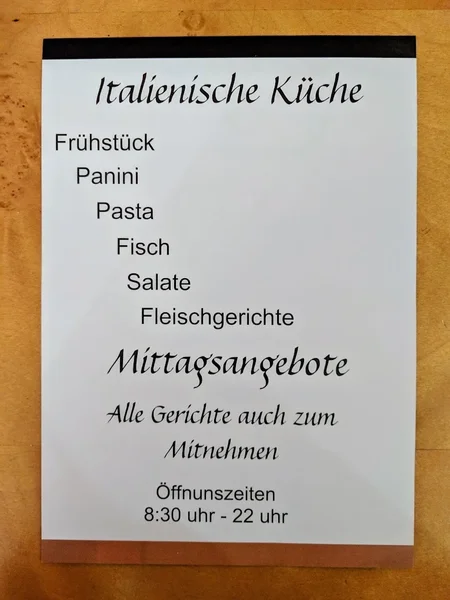 Italienische Küche
Frühstück
Panini
Pasta
Fisch
Salate
Fleischgerichte
Mittagsangebote
Alle Gerichte auch zum
Mitnehmen
Öffnunszeiten
8:30 uhr - 22 uhr